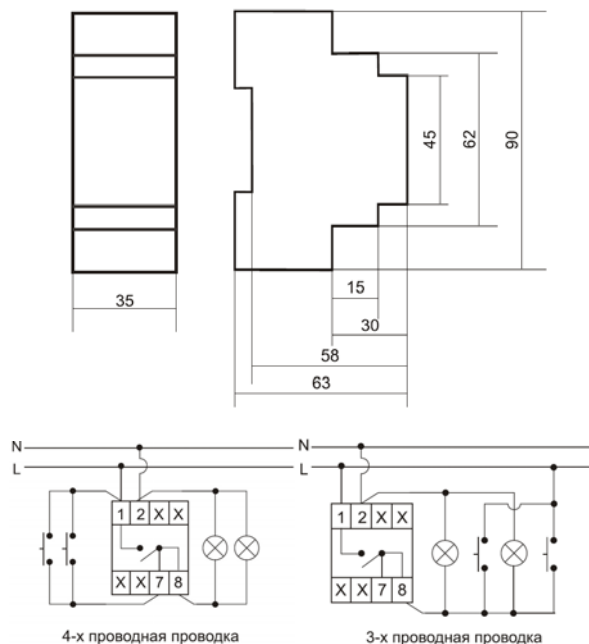 45
62
90
15
35
30
58
63
N
N
L
L
1 2 X X
1 2 X X
X X 7 8
X X 7 8
4-х проводная проводка
3-х проводная проводка